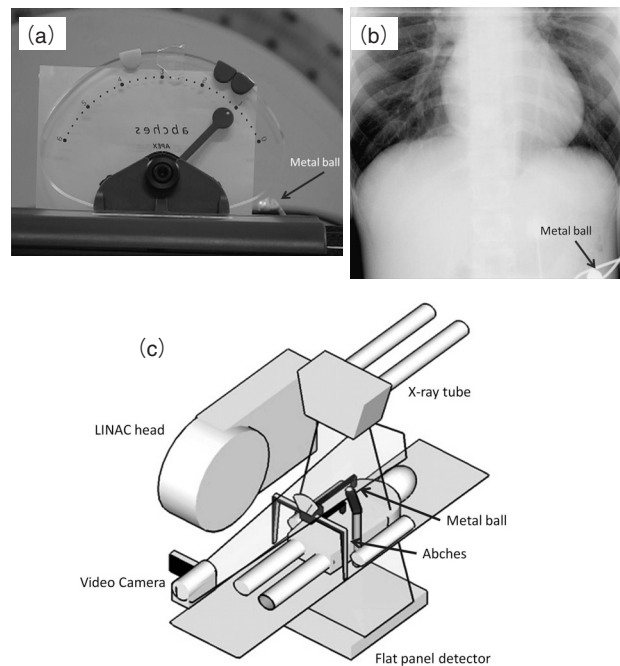 (a)
abches
APEX
Metal ball
(b)
Metal ball
(c)
X-ray tube
LINAC head
Metal ball
Abches
Video Camera
Flat panel detector